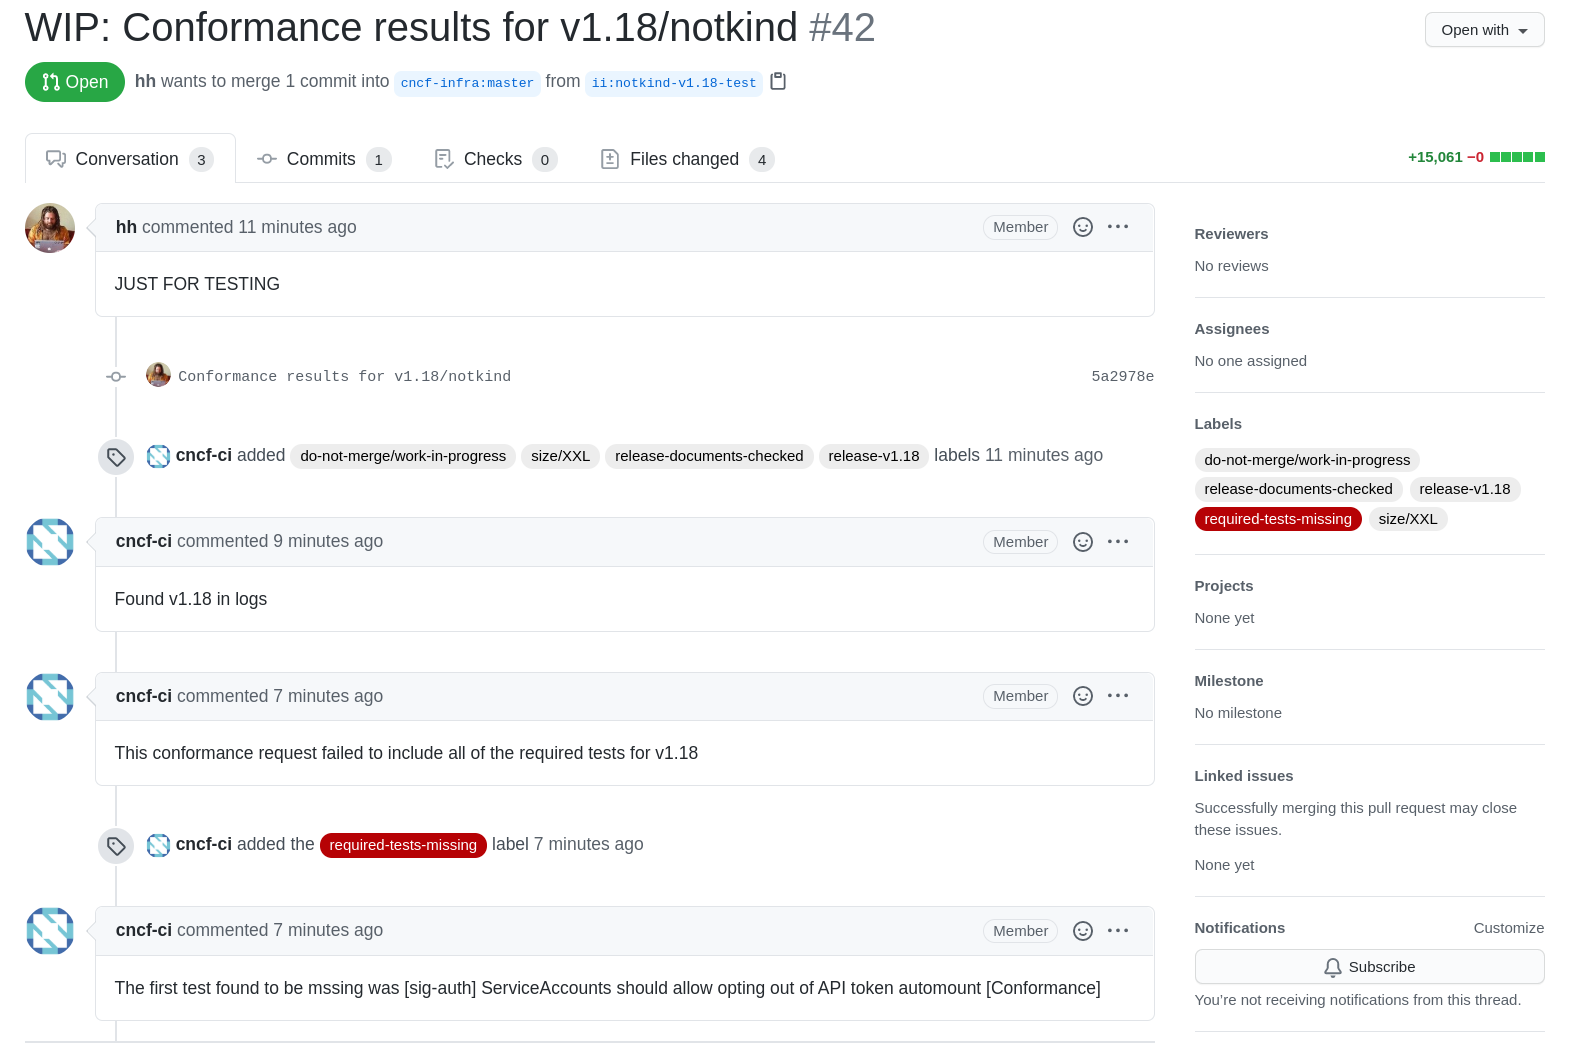 WIP: Conformance results for v1.18/notkind #42
Open with
Open hh wants to merge 1 commit into cncf-infra:master from ii:notkind-v1.18-test
Conversation 3 Commits 1 Checks 0 Files changed 4
+15,061 −0
hh commented 11 minutes ago Member
JUST FOR TESTING
Conformance results for v1.18/notkind 5a2978e
cncf-ci added do-not-merge/work-in-progress size/XXL release-documents-checked release-v1.18 labels 11 minutes ago
cncf-ci commented 9 minutes ago Member
Found v1.18 in logs
cncf-ci commented 7 minutes ago Member
This conformance request failed to include all of the required tests for v1.18
cncf-ci added the required-tests-missing label 7 minutes ago
cncf-ci commented 7 minutes ago Member
The first test found to be mssing was [sig-auth] ServiceAccounts should allow opting out of API token automount [Conformance]
Reviewers
No reviews
Assignees
No one assigned
Labels
do-not-merge/work-in-progress
release-documents-checked release-v1.18
required-tests-missing size/XXL
Projects
None yet
Milestone
No milestone
Linked issues
Successfully merging this pull request may close
these issues.
None yet
Notifications Customize
Subscribe
You're not receiving notifications from this thread.